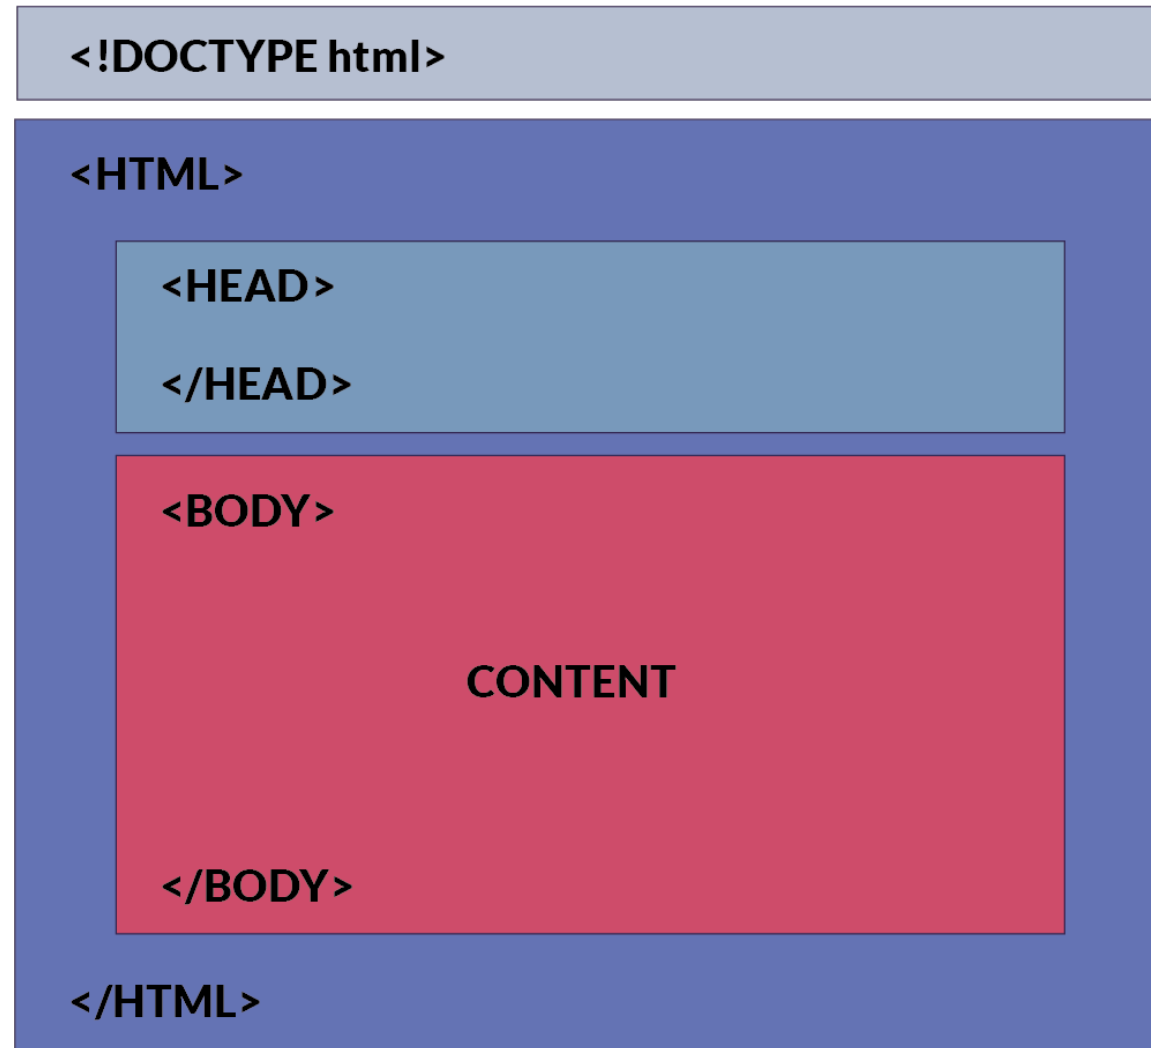 <!DOCTYPE html>
<HTML>
<HEAD>
</HEAD>
<BODY>
CONTENT
</BODY>
</HTML>